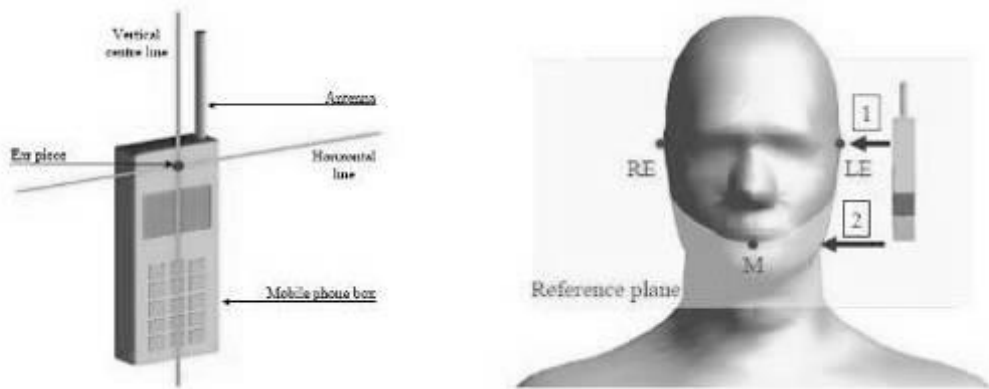 Vertical
centre line
Antenna
Ear piece
Horizontal
line
Mobile phone box
1
RE
LE
2
M
Reference plane